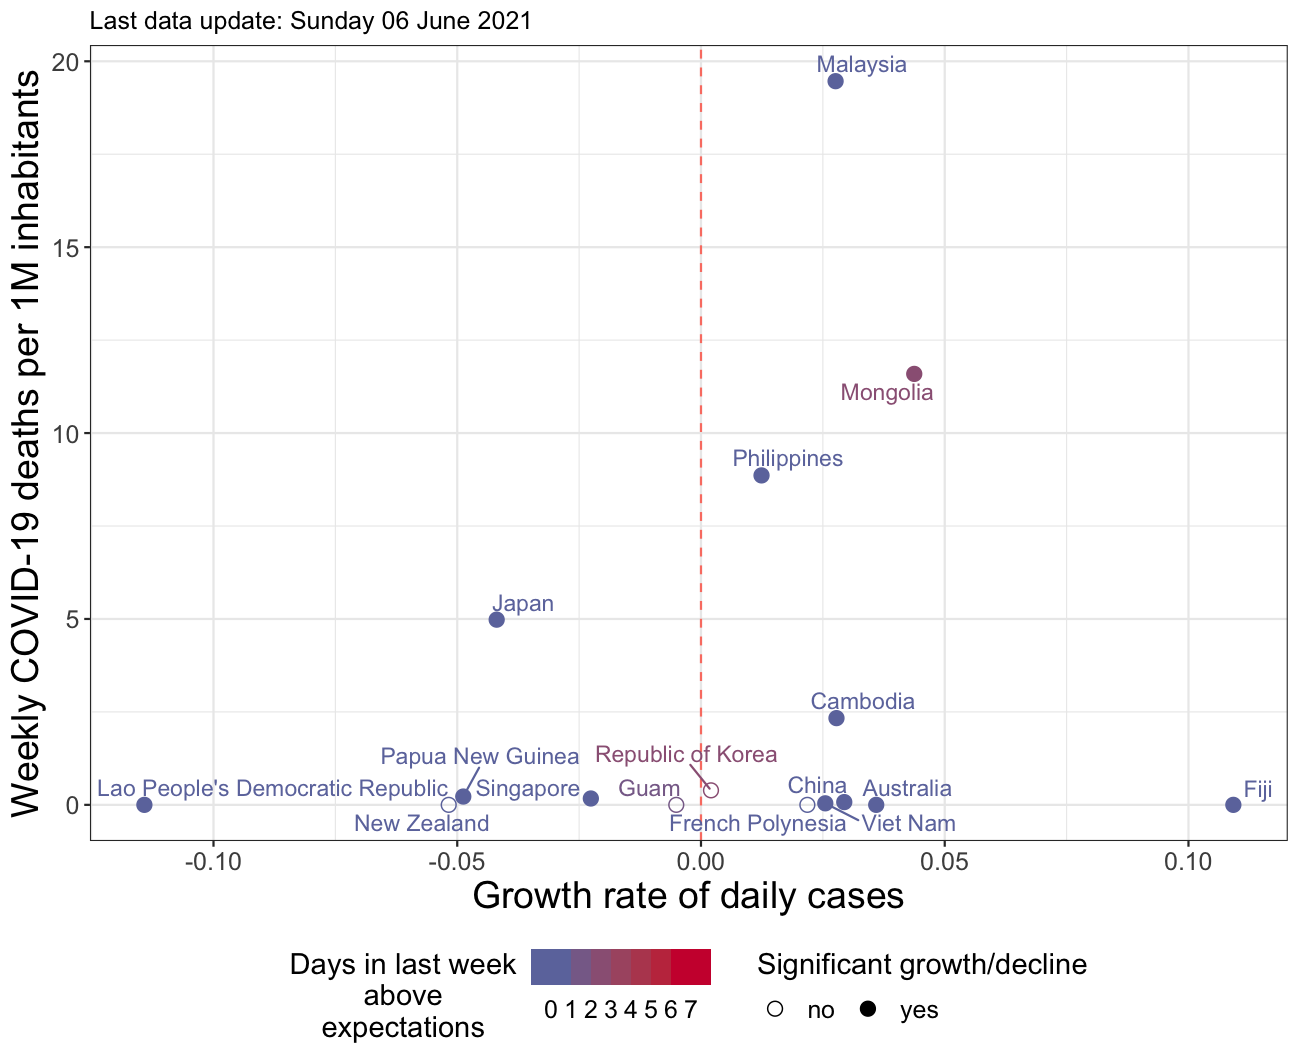 Last data update: Sunday 06 June 2021
Weekly COVID-19 deaths per 1M inhabitants
20
15
10
5
0
Malaysia
Mongolia
Philippines
Japan
Cambodia
Papua New Guinea
Republic of Korea
Lao People's Democratic Republic
Singapore
Guam
China
Australia
Fiji
New Zealand
French Polynesia
Viet Nam
-0.10 -0.05 0.00 0.05 0.10
Growth rate of daily cases
Days in last week
above
expectations
0 1 2 3 4 5 6 7
Significant growth/decline
no yes